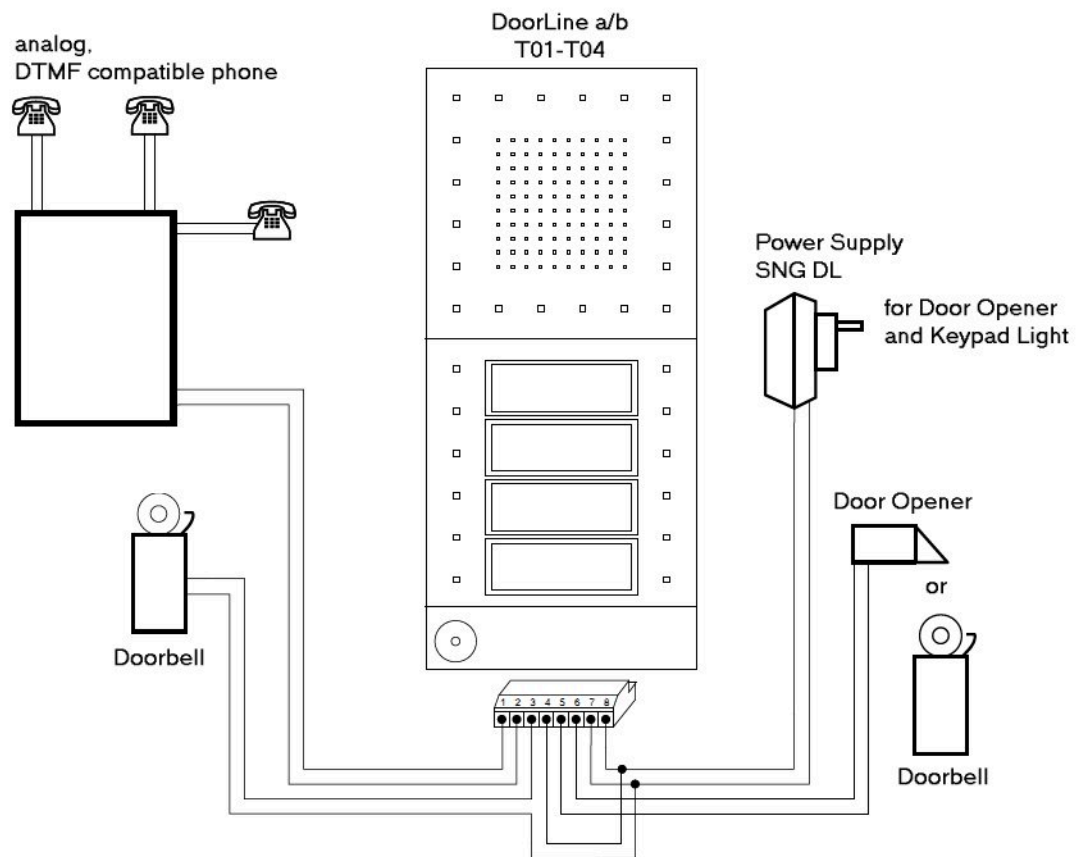 DoorLine a/b
T01-T04
analog,
DTMF compatible phone
Power Supply
SNG DL
for Door Opener
and Keypad Light
Door Opener
or
Doorbell
Doorbell
1 2 3 4 5 6 7 8